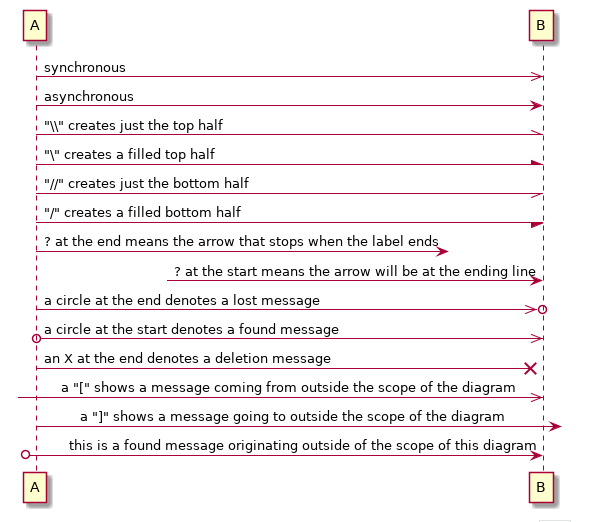 A B
synchronous
asynchronous
"\\" creates just the top half
"\" creates a filled top half
"//" creates just the bottom half
"/" creates a filled bottom half
? at the end means the arrow that stops when the label ends
? at the start means the arrow will be at the ending line
a circle at the end denotes a lost message
a circle at the start denotes a found message
an X at the end denotes a deletion message
a "[" shows a message coming from outside the scope of the diagram
a "]" shows a message going to outside the scope of the diagram
this is a found message originating outside of the scope of this diagram
A B